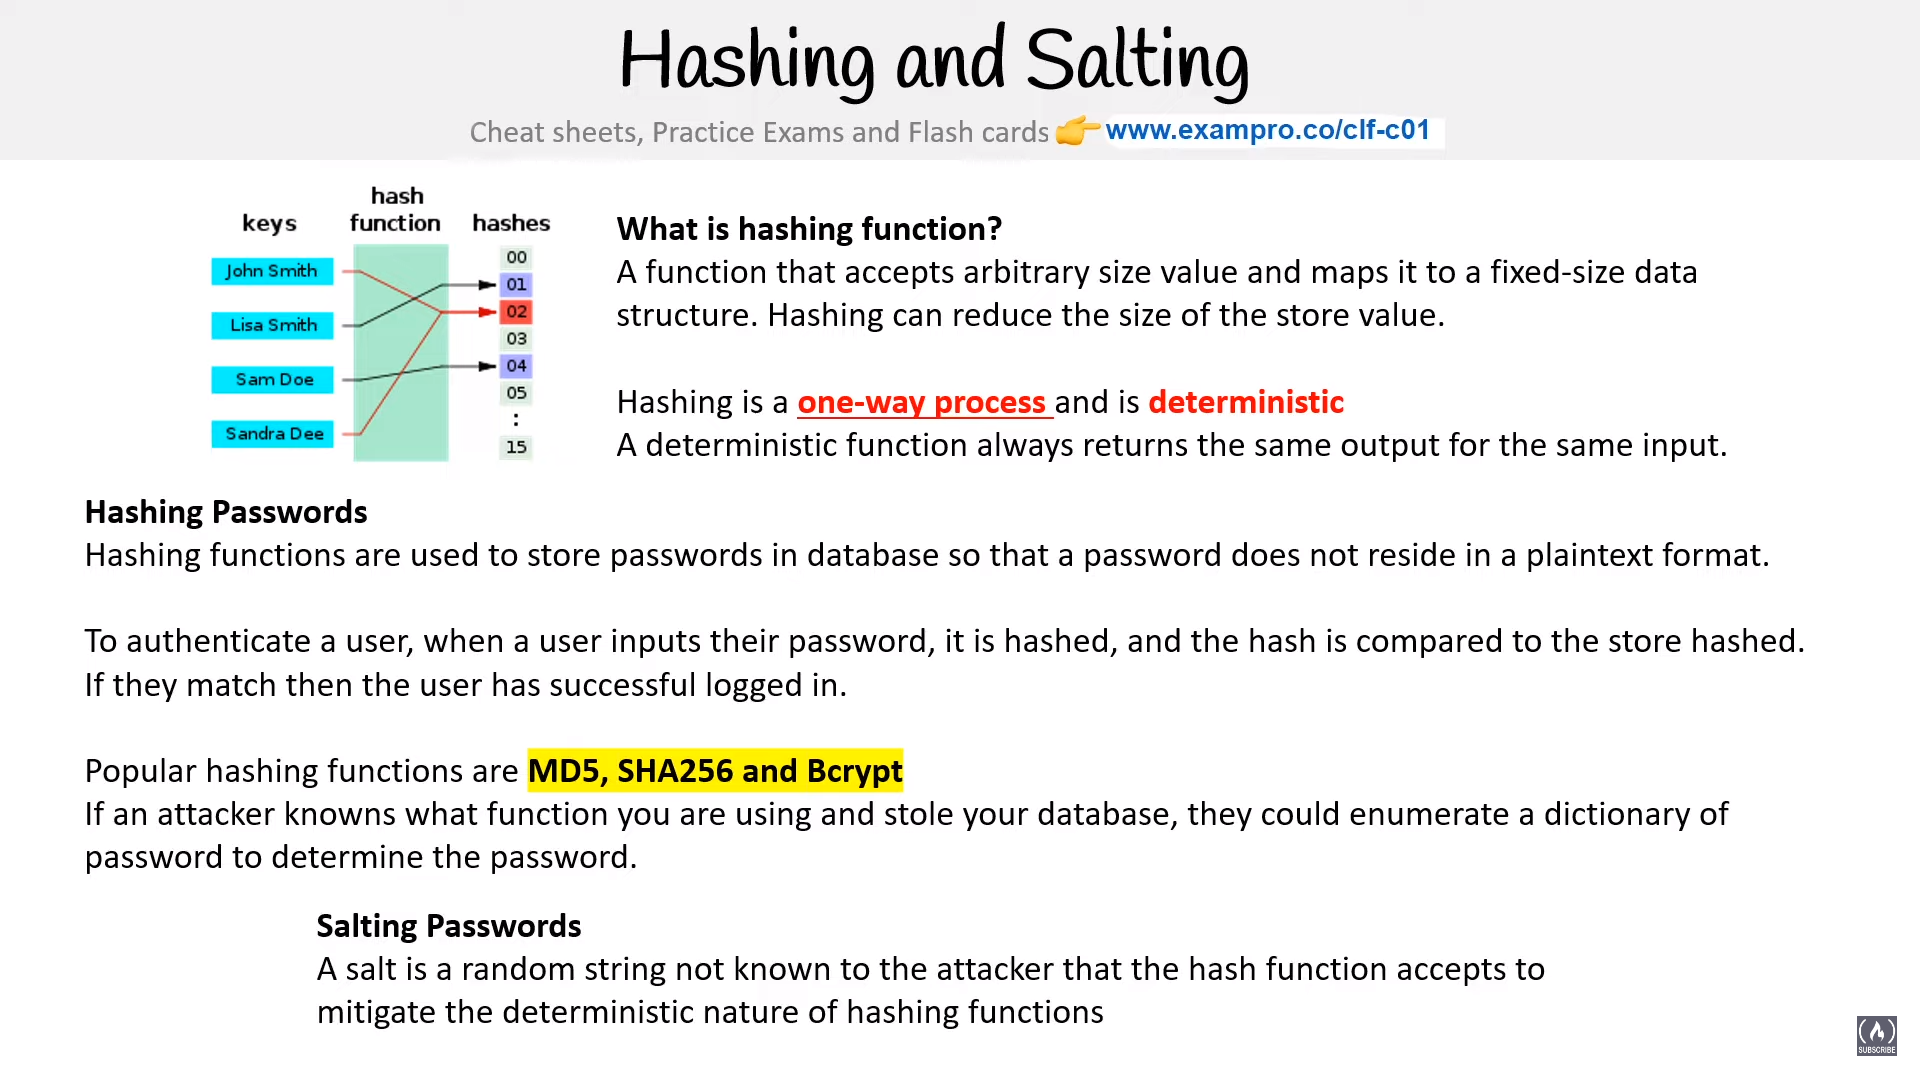 Hashing and Salting
Cheat sheets, Practice Exams and Flash cards 👉 www.exampro.co/clf-c01
keys
hash
function
hashes
John Smith
Lisa Smith
Sam Doe
Sandra Dee
00
01
02
03
04
05
:
15
What is hashing function?
A function that accepts arbitrary size value and maps it to a fixed-size data
structure. Hashing can reduce the size of the store value.
Hashing is a one-way process and is deterministic
A deterministic function always returns the same output for the same input.
Hashing Passwords
Hashing functions are used to store passwords in database so that a password does not reside in a plaintext format.
To authenticate a user, when a user inputs their password, it is hashed, and the hash is compared to the store hashed.
If they match then the user has successful logged in.
Popular hashing functions are MD5, SHA256 and Bcrypt
If an attacker knowns what function you are using and stole your database, they could enumerate a dictionary of
password to determine the password.
Salting Passwords
A salt is a random string not known to the attacker that the hash function accepts to
mitigate the deterministic nature of hashing functions
SUBSCRIBE